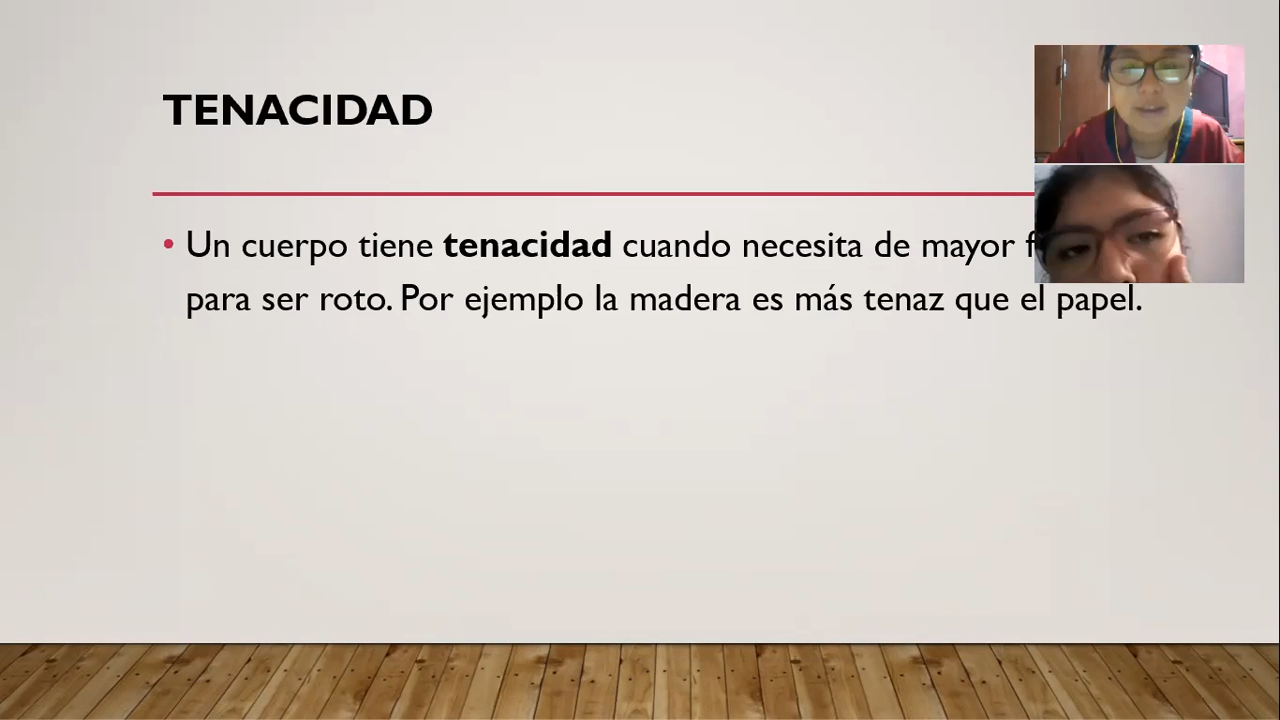 TENACIDAD
• Un cuerpo tiene tenacidad cuando necesita de mayor
para ser roto. Por ejemplo la madera es más tenaz que el papel.